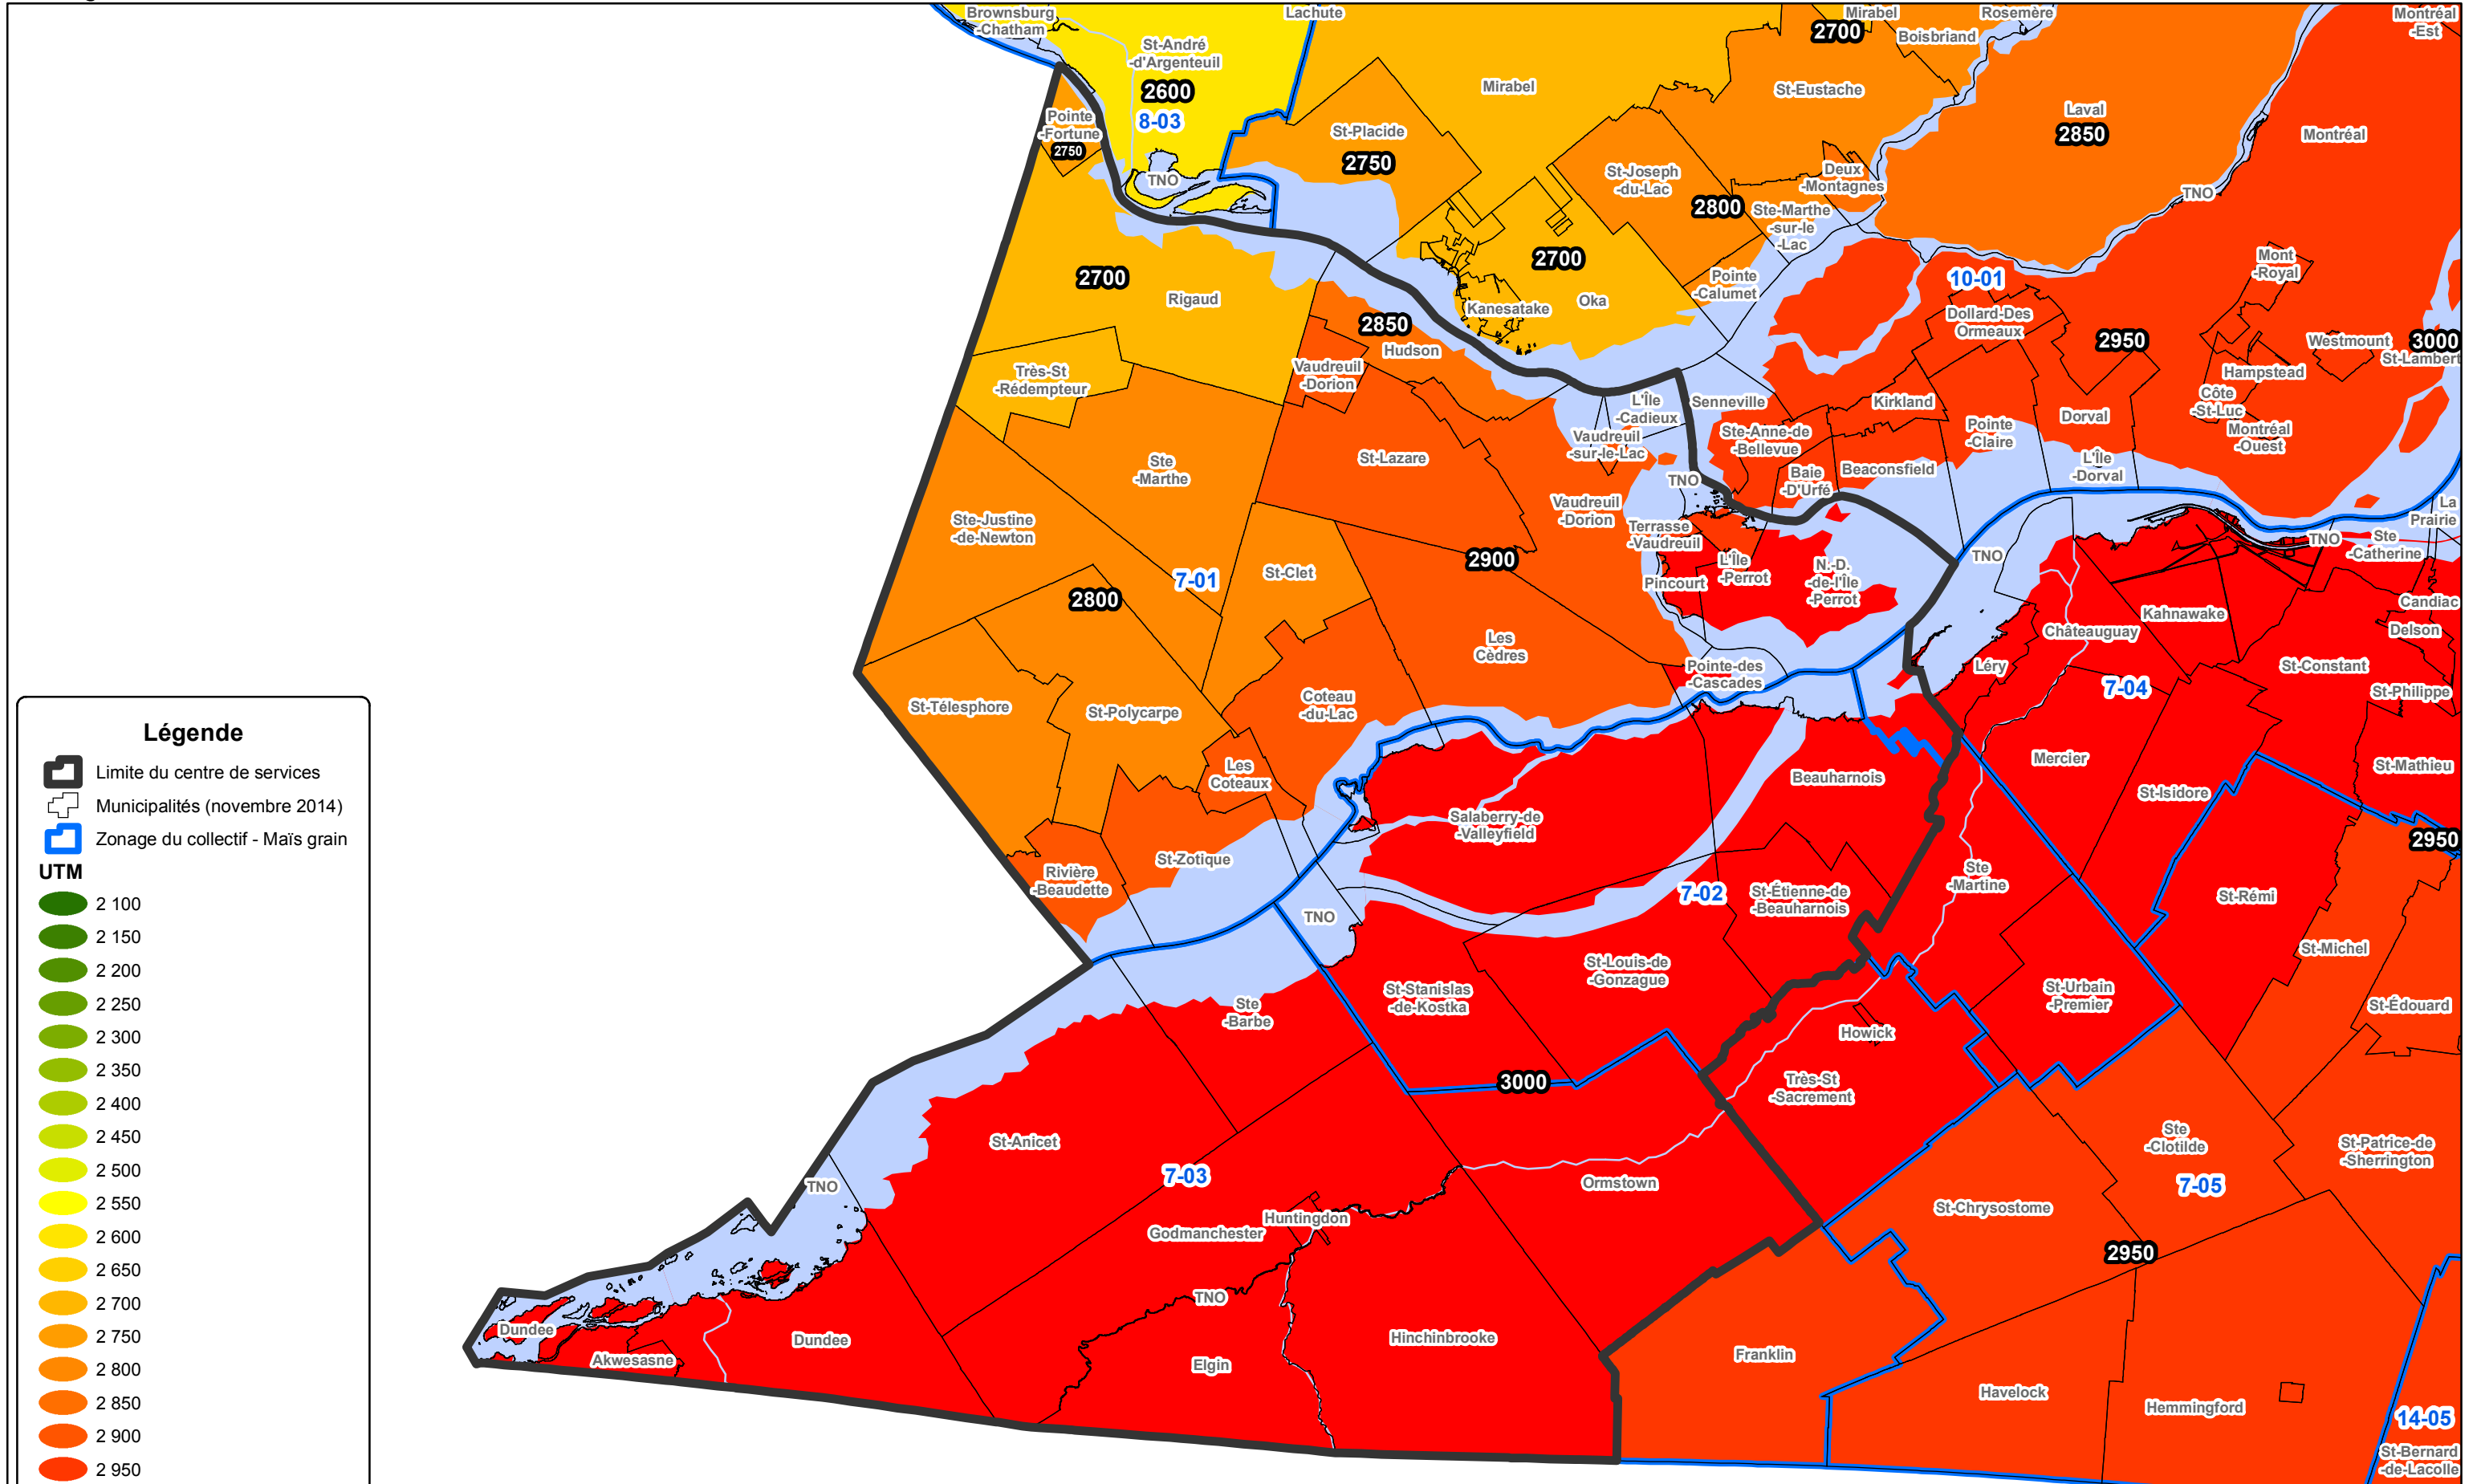 Brownsburg
-Chatham
Lachute
Mirabel
Rosemère
Montréal
-Est
St-André
-d'Argenteuil
2700
Boisbriand
2600
Mirabel
St-Eustache
8-03
Pointe
-Fortune
2750
St-Placide
2750
Laval
2850
Montréal
TNO
St-Joseph
-du-Lac
Deux
-Montagnes
TNO
2800
Ste-Marthe
-sur-le
-Lac
2700
Mont
-Royal
2700
Rigaud
Pointe
-Calumet
10-01
Kanesatake
Oka
Dollard-Des
Ormeaux
2850
Hudson
2950
Westmount
3000
St-Lambert
Très-St
-Rédempteur
Vaudreuil
-Dorion
Hampstead
L'Île
-Cadieux
Senneville
Kirkland
Côte
-St-Luc
Dorval
Vaudreuil
-sur-le-Lac
Ste-Anne-de
-Bellevue
Pointe
-Claire
Montréal
-Ouest
Ste
-Marthe
St-Lazare
Baie
-D'Urfé
Beaconsfield
L'Île
-Dorval
TNO
Vaudreuil
-Dorion
La
Prairie
Ste-Justine
-de-Newton
Terrasse
-Vaudreuil
TNO
TNO
Ste
-Catherine
7-01
St-Clet
2900
L'Île
-Perrot
Pincourt
N.-D.
-de-l'Île
-Perrot
2800
Kahnawake
Candiac
Châteauguay
Delson
Les
Cèdres
Pointe-des
-Cascades
Léry
St-Constant
7-04
St-Philippe
St-Télesphore
St-Polycarpe
Coteau
-du-Lac
Les
Coteaux
Beauharnois
Mercier
St-Mathieu
St-Isidore
Salaberry-de
-Valleyfield
2950
St-Zotique
Rivière
-Beaudette
Ste
-Martine
7-02
St-Étienne-de
-Beauharnois
St-Rémi
TNO
St-Michel
St-Louis-de
-Gonzague
St-Stanislas
-de-Kostka
St-Urbain
-Premier
St-Édouard
Ste
-Barbe
Howick
3000
Très-St
-Sacrement
St-Anicet
Ste
-Clotilde
St-Patrice-de
-Sherrington
7-03
Ormstown
7-05
TNO
Huntingdon
Godmanchester
St-Chrysostome
2950
TNO
Dundee
Dundee
Hinchinbrooke
Akwesasne
Elgin
Franklin
Havelock
Hemmingford
14-05
St-Bernard
-de-Lacolle
Légende
Limite du centre de services
Municipalités (novembre 2014)
Zonage du collectif - Maïs grain
UTM
2 100
2 150
2 200
2 250
2 300
2 350
2 400
2 450
2 500
2 550
2 600
2 650
2 700
2 750
2 800
2 850
2 900
2 950